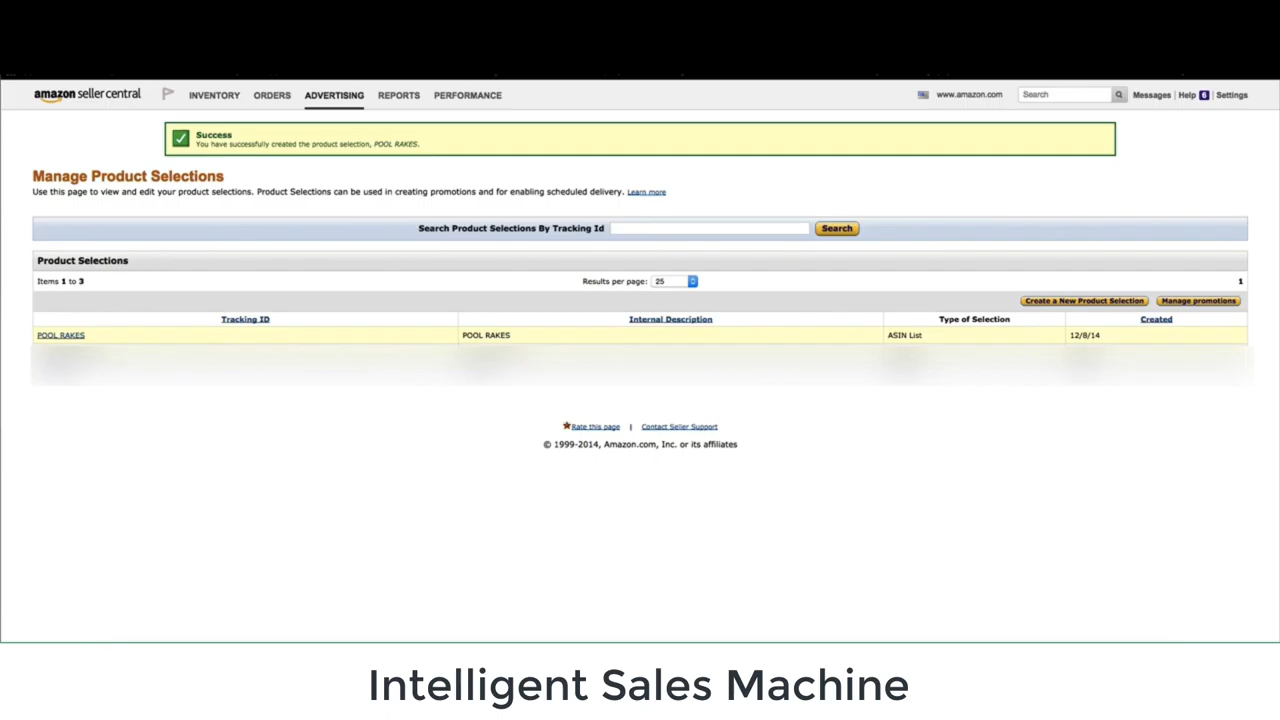 amazon seller central INVENTORY ORDERS ADVERTISING REPORTS PERFORMANCE www.amazon.com Search Messages | Help 6 | Settings
Success
You have successfully created the product selection, POOL RAKES.
Manage Product Selections
Use this page to view and edit your product selections. Product Selections can be used in creating promotions and for enabling scheduled delivery. Learn more
Search Product Selections By Tracking Id Search
Product Selections
Items 1 to 3 Results per page: 25 1
Create a New Product Selection Manage promotions
Tracking ID Internal Description Type of Selection Created
POOL RAKES POOL RAKES ASIN List 12/8/14
Rate this page | Contact Seller Support
© 1999-2014, Amazon.com, Inc. or its affiliates
Intelligent Sales Machine